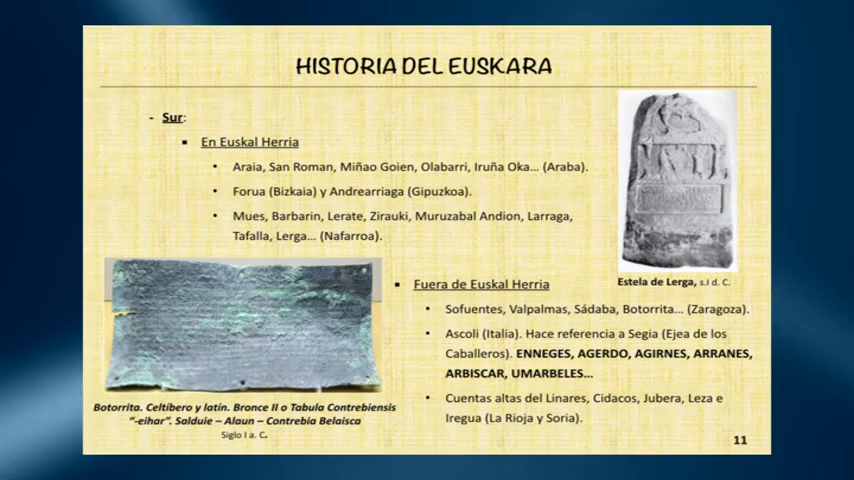 HISTORIA DEL EUSKARA
- Sur:
▪ En Euskal Herria
• Araia, San Roman, Miñao Goien, Olabarri, Iruña Oka... (Araba).
• Forua (Bizkaia) y Andrearriaga (Gipuzkoa).
• Mues, Barbarin, Lerate, Zirauki, Muruzabal Andion, Larraga,
Tafalla, Lerga... (Nafarroa).
Estela de Lerga, s.I d. C.
▪ Fuera de Euskal Herria
• Sofuentes, Valpalmas, Sádaba, Botorrita... (Zaragoza).
• Ascoli (Italia). Hace referencia a Segia (Ejea de los
Caballeros). ENNEGES, AGERDO, AGIRNES, ARRANES,
ARBISCAR, UMARBELES...
• Cuentas altas del Linares, Cidacos, Jubera, Leza e
Iregua (La Rioja y Soria).
Botorrita. Celtíbero y latín. Bronce II o Tabula Contrebiensis
"-eihar". Salduie – Alaun – Contrebia Belaisca
Siglo I a. C.
11